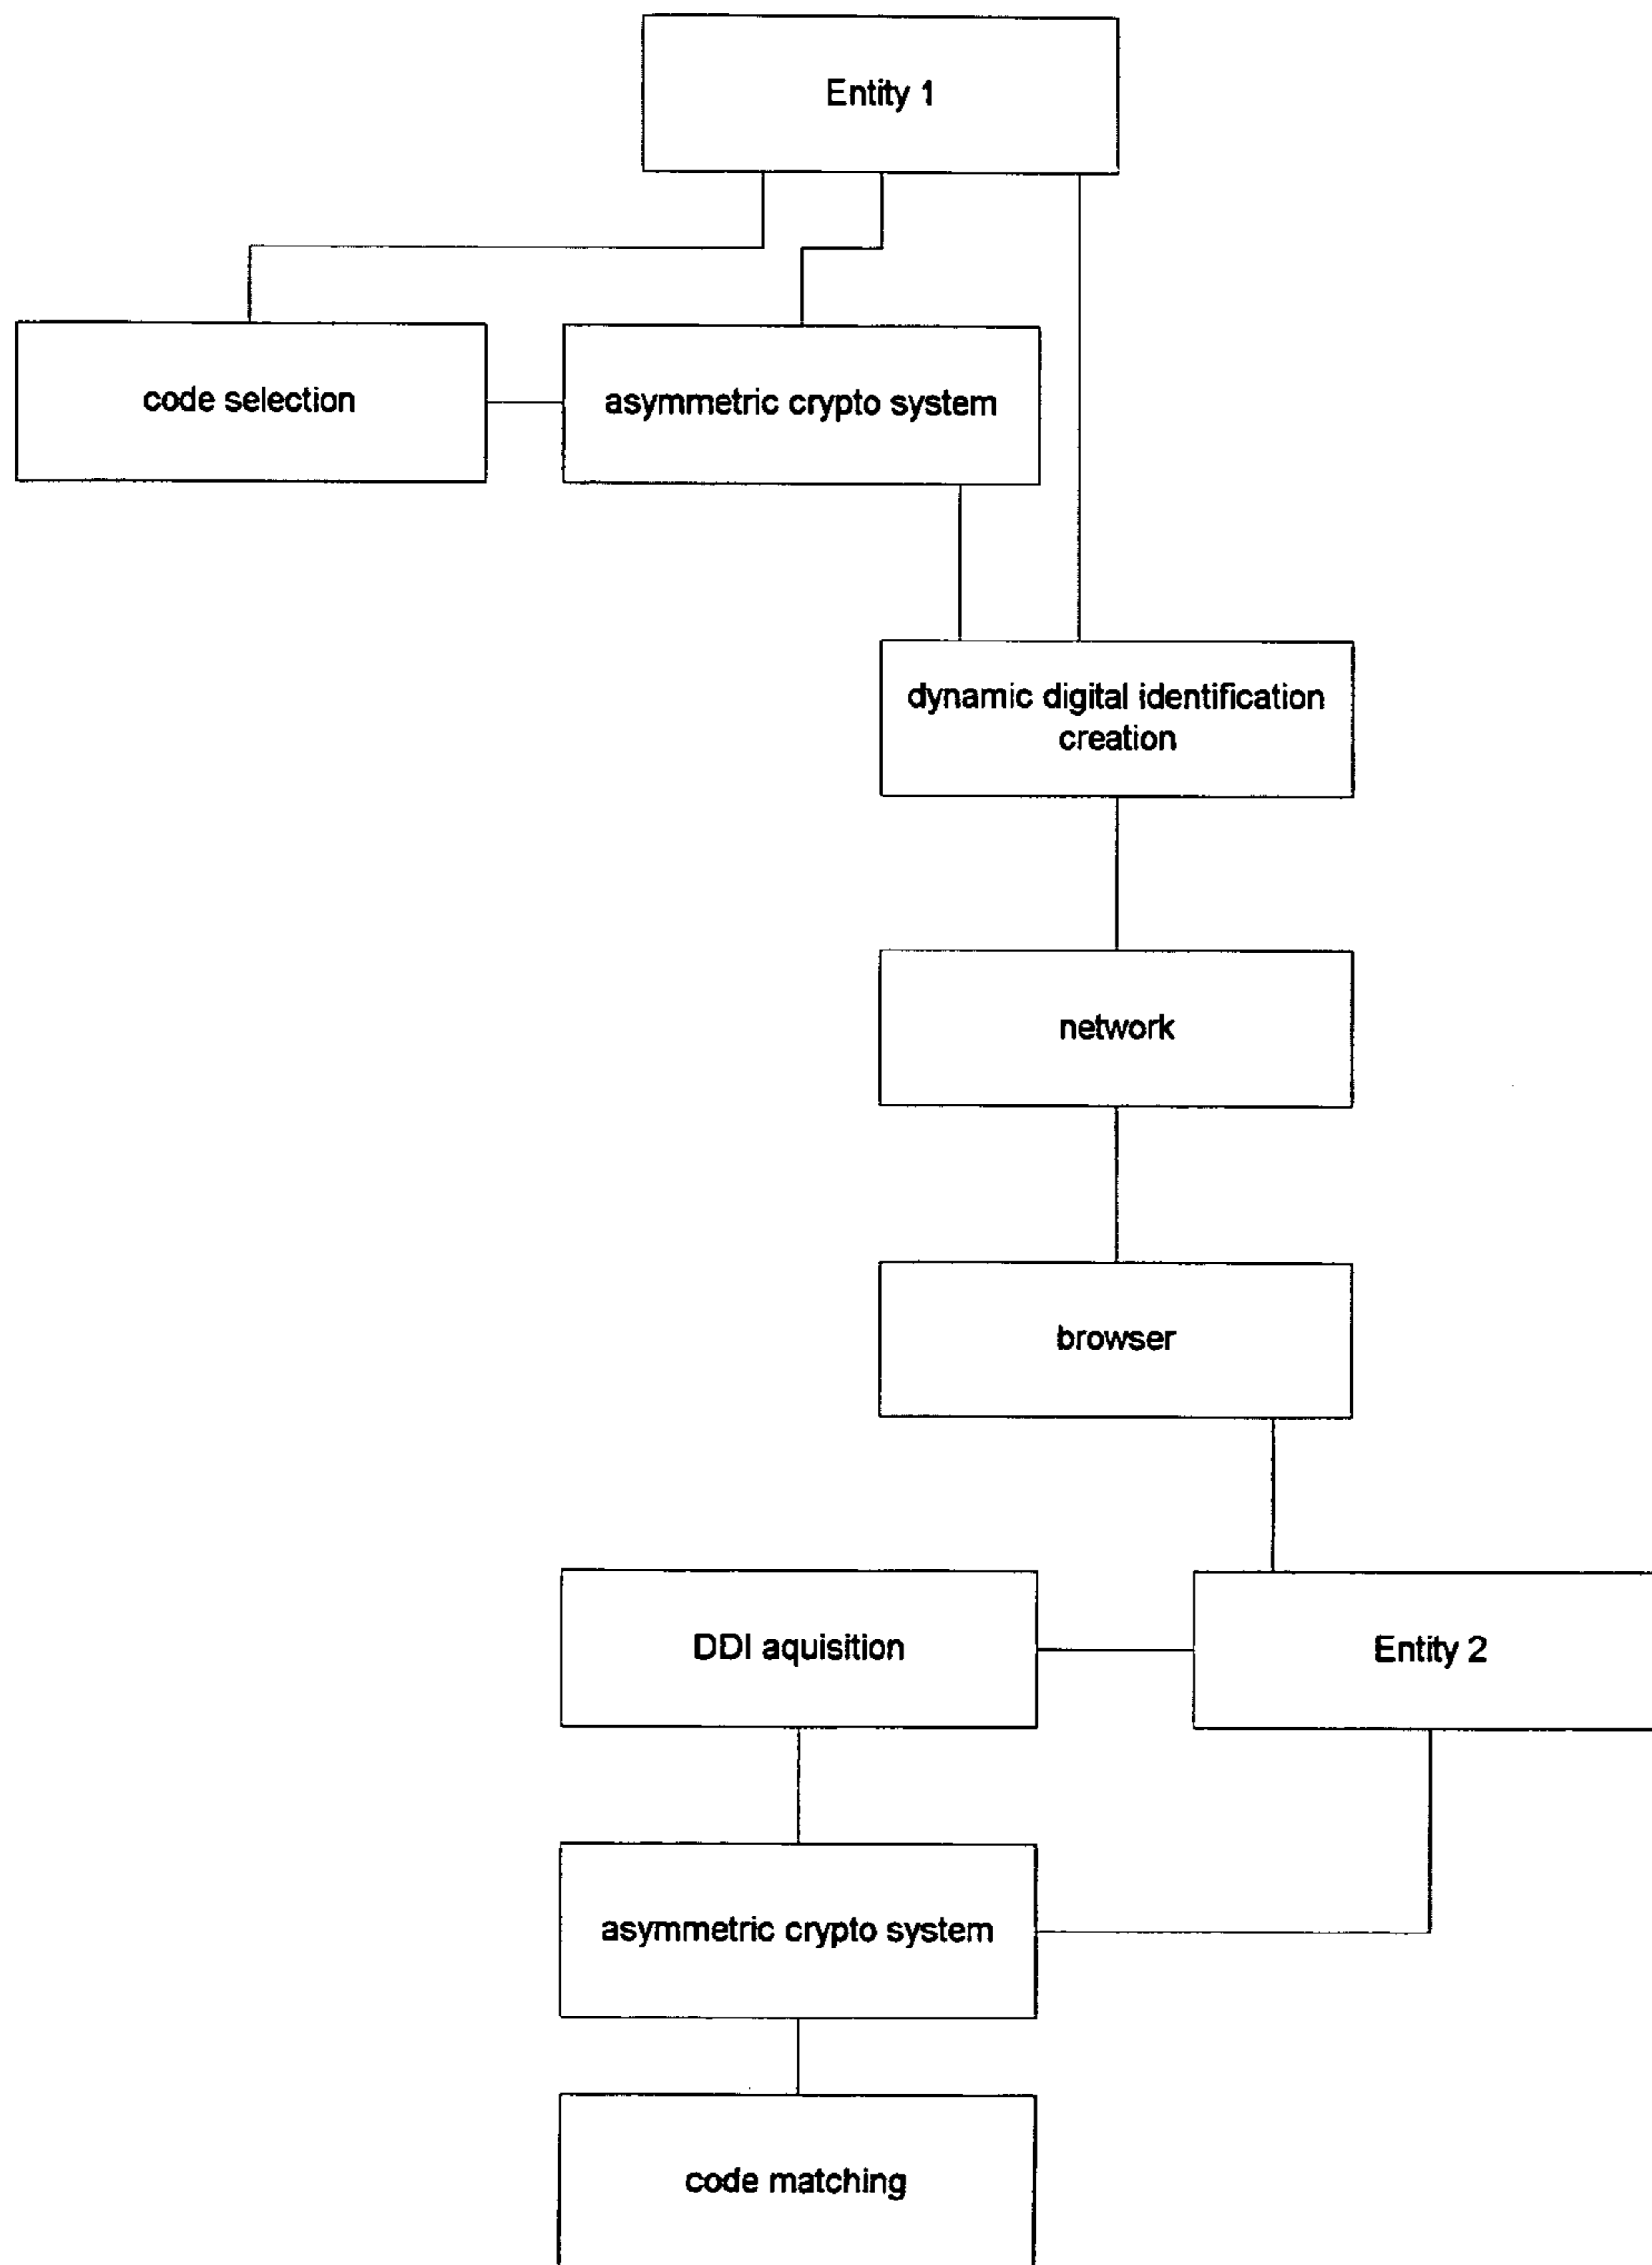 Entity 1
code selection
asymmetric crypto system
dynamic digital identification
creation
network
browser
DDI aquisition
Entity 2
asymmetric crypto system
code matching